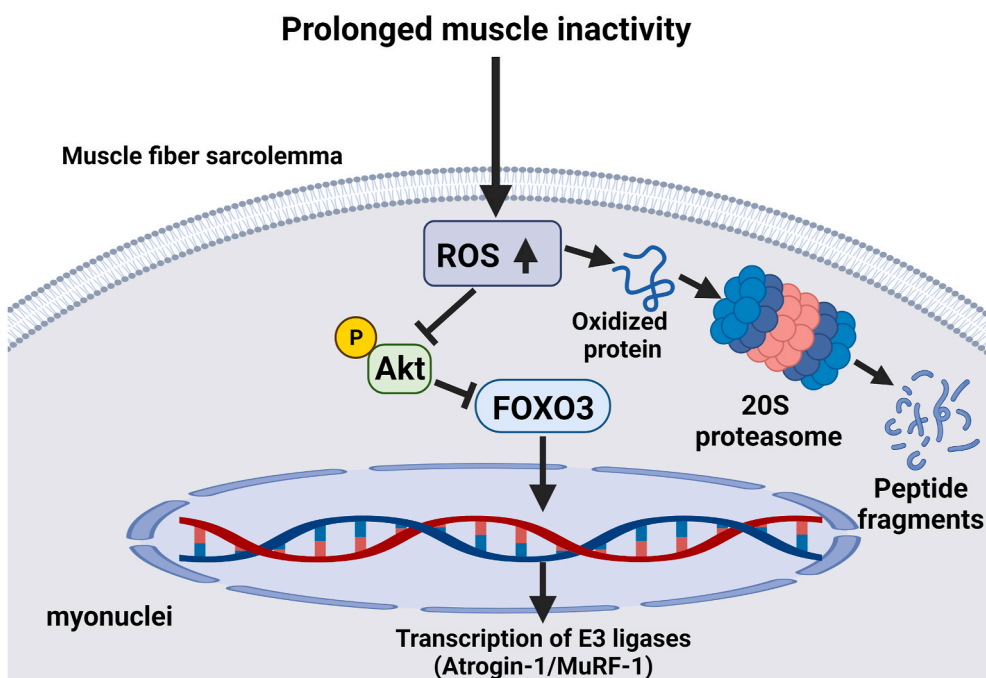 Prolonged muscle inactivity
Muscle fiber sarcolemma
ROS
Oxidized
protein
P
Akt
FOXO3
20S
proteasome
Peptide
fragments
myonuclei
Transcription of E3 ligases
(Atrogin-1/MuRF-1)